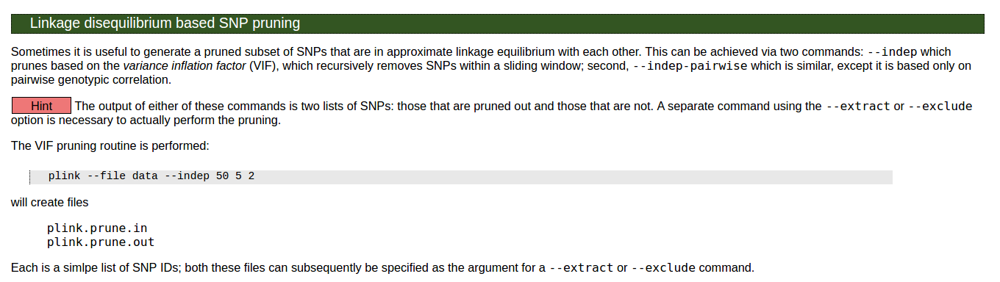 Linkage disequilibrium based SNP pruning
Sometimes it is useful to generate a pruned subset of SNPs that are in approximate linkage equilibrium with each other. This can be achieved via two commands: --indep which
prunes based on the variance inflation factor (VIF), which recursively removes SNPs within a sliding window; second, --indep-pairwise which is similar, except it is based only on
pairwise genotypic correlation.
Hint The output of either of these commands is two lists of SNPs: those that are pruned out and those that are not. A separate command using the --extract or --exclude
option is necessary to actually perform the pruning.
The VIF pruning routine is performed:
plink --file data --indep 50 5 2
will create files
plink.prune.in
plink.prune.out
Each is a simlpe list of SNP IDs; both these files can subsequently be specified as the argument for a --extract or --exclude command.